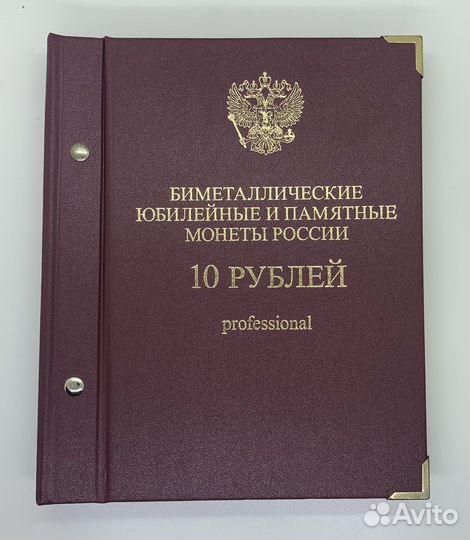 БИМЕТАЛЛИЧЕСКИЕ
ЮБИЛЕЙНЫЕ И ПАМЯТНЫЕ
МОНЕТЫ РОССИИ
10 РУБЛЕЙ
professional
Avito